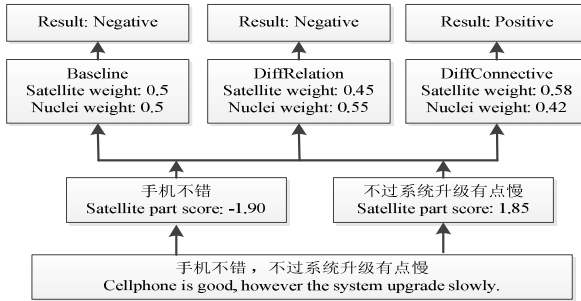 Result: Negative
Result: Negative
Result: Positive
Baseline
Satellite weight: 0.5
Nuclei weight: 0.5
DiffRelation
Satellite weight: 0.45
Nuclei weight: 0.55
DiffConnective
Satellite weight: 0.58
Nuclei weight: 0.42
手机不错
Satellite part score: -1.90
不过系统升级有点慢
Satellite part score: 1.85
手机不错，不过系统升级有点慢
Cellphone is good, however the system upgrade slowly.